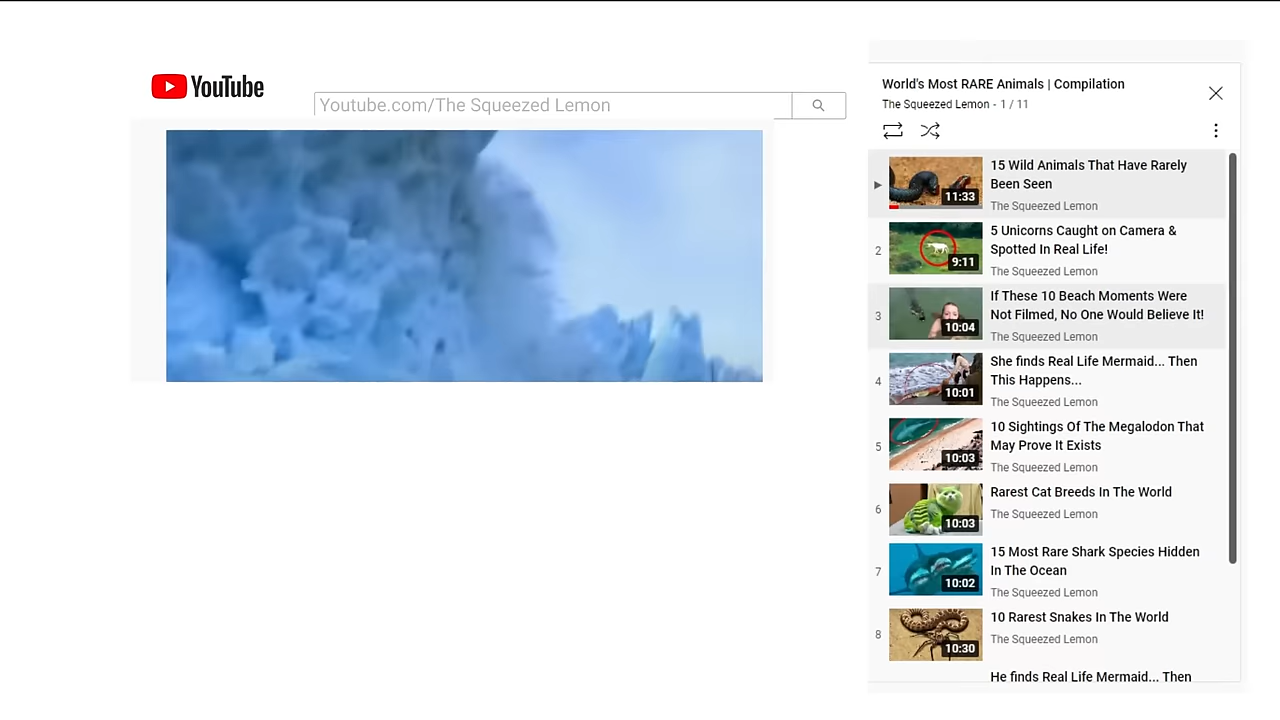 YouTube
Youtube.com/The Squeezed Lemon
World's Most RARE Animals | Compilation
The Squeezed Lemon - 1 / 11
15 Wild Animals That Have Rarely
Been Seen
The Squeezed Lemon
11:33
2
5 Unicorns Caught on Camera &
Spotted In Real Life!
The Squeezed Lemon
9:11
3
If These 10 Beach Moments Were
Not Filmed, No One Would Believe It!
The Squeezed Lemon
10:04
4
She finds Real Life Mermaid... Then
This Happens...
The Squeezed Lemon
10:01
5
10 Sightings Of The Megalodon That
May Prove It Exists
The Squeezed Lemon
10:03
6
Rarest Cat Breeds In The World
The Squeezed Lemon
10:03
7
15 Most Rare Shark Species Hidden
In The Ocean
The Squeezed Lemon
10:02
8
10 Rarest Snakes In The World
The Squeezed Lemon
10:30
He finds Real Life Mermaid... Then